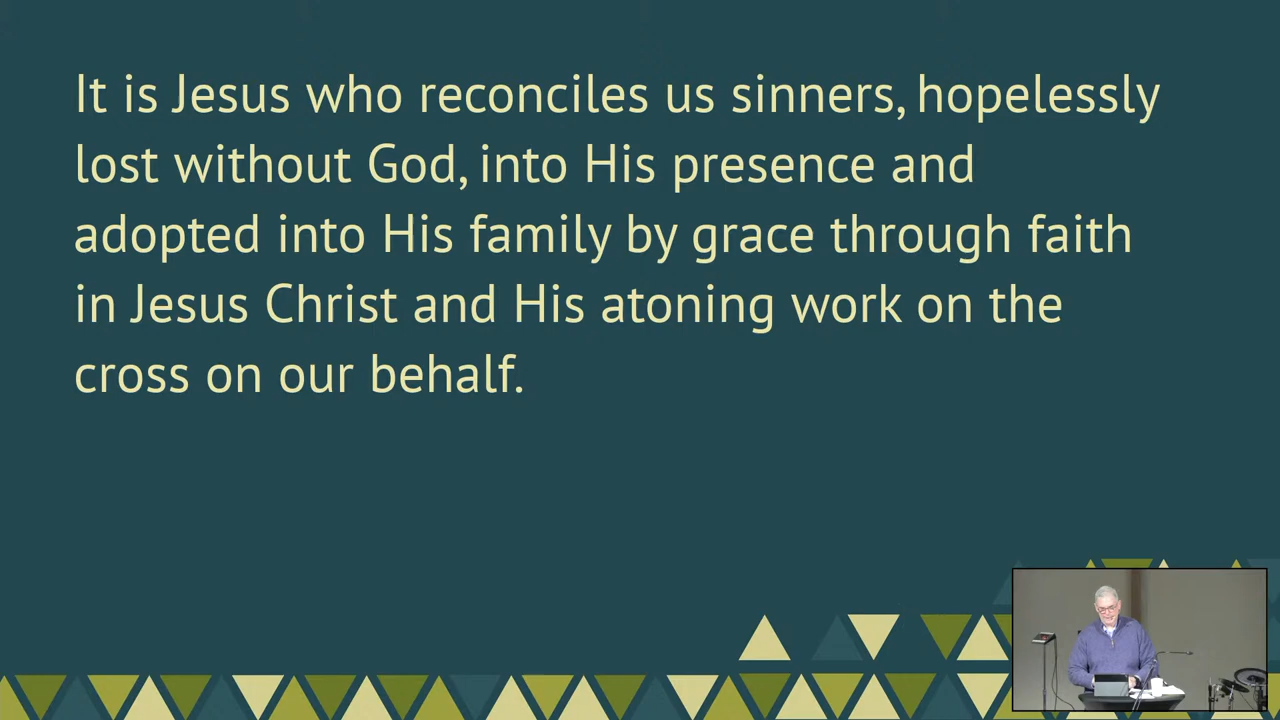 It is Jesus who reconciles us sinners, hopelessly
lost without God, into His presence and
adopted into His family by grace through faith
in Jesus Christ and His atoning work on the
cross on our behalf.